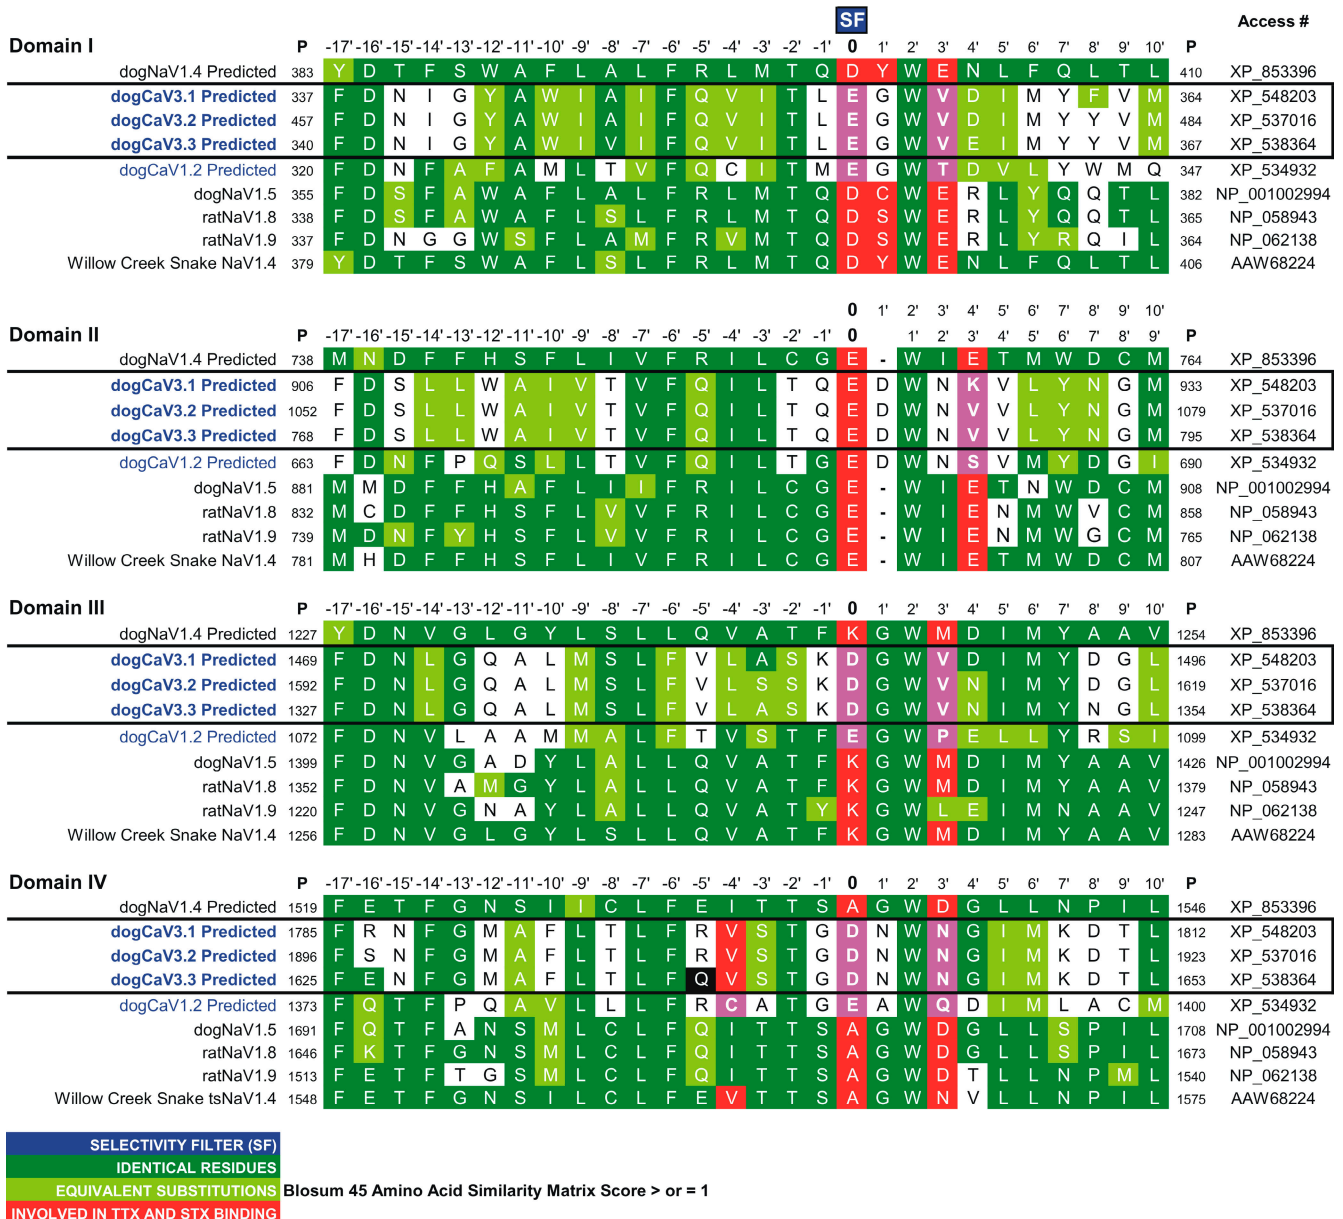 SF
Access #
Domain I P -17' -16' -15' -14' -13' -12' -11' -10' -9' -8' -7' -6' -5' -4' -3' -2' -1' 0 1' 2' 3' 4' 5' 6' 7' 8' 9' 10' P
dogNaV1.4 Predicted 383 Y D T F S W A F L A L F R L M T Q D Y W E N L F Q L T L 410 XP_853396
dogCaV3.1 Predicted 337 F D N I G Y A W I A I F Q V I T L E G W V D I M Y F V M 364 XP_548203
dogCaV3.2 Predicted 457 F D N I G Y A W I A I F Q V I T L E G W V D I M Y Y V M 484 XP_537016
dogCaV3.3 Predicted 340 F D N I G Y A W I V I F Q V I T L E G W V E I M Y Y V M 367 XP_538364
dogCaV1.2 Predicted 320 F D N F A F A M L T V F Q C I T M E G W T D V L Y W M Q 347 XP_534932
dogNaV1.5 355 F D S F A W A F L A L F R L M T Q D C W E R L Y Q Q T L 382 NP_001002994
ratNaV1.8 338 F D S F A W A F L S L F R L M T Q D S W E R L Y Q Q T L 365 NP_058943
ratNaV1.9 337 F D N G G W S F L A M F R V M T Q D S W E R L Y R Q I L 364 NP_062138
Willow Creek Snake NaV1.4 379 Y D T F S W A F L S L F R L M T Q D Y W E N L F Q L T L 406 AAW68224
0 1' 2' 3' 4' 5' 6' 7' 8' 9' 10'
Domain II P -17' -16' -15' -14' -13' -12' -11' -10' -9' -8' -7' -6' -5' -4' -3' -2' -1' 0 1' 2' 3' 4' 5' 6' 7' 8' 9' P
dogNaV1.4 Predicted 738 M N D F F H S F L I V F R I L C G E - W I E T M W D C M 764 XP_853396
dogCaV3.1 Predicted 906 F D S L L W A I V T V F Q I L T Q E D W N K V L Y N G M 933 XP_548203
dogCaV3.2 Predicted 1052 F D S L L W A I V T V F Q I L T Q E D W N V V L Y N G M 1079 XP_537016
dogCaV3.3 Predicted 768 F D S L L W A I V T V F Q I L T Q E D W N V V L Y N G M 795 XP_538364
dogCaV1.2 Predicted 663 F D N F P Q S L L T V F Q I L T G E D W N S V M Y D G I 690 XP_534932
dogNaV1.5 881 M M D F F H A F L I I F R I L C G E - W I E T N W D C M 908 NP_001002994
ratNaV1.8 832 M C D F F H S F L V V F R I L C G E - W I E N M W V C M 858 NP_058943
ratNaV1.9 739 M D N F Y H S F L V V F R I L C G E - W I E N M W G C M 765 NP_062138
Willow Creek Snake NaV1.4 781 M H D F F H S F L I V F R I L C G E - W I E T M W D C M 807 AAW68224
Domain III P -17' -16' -15' -14' -13' -12' -11' -10' -9' -8' -7' -6' -5' -4' -3' -2' -1' 0 1' 2' 3' 4' 5' 6' 7' 8' 9' 10' P
dogNaV1.4 Predicted 1227 Y D N V G L G Y L S L L Q V A T F K G W M D I M Y A A V 1254 XP_853396
dogCaV3.1 Predicted 1469 F D N L G Q A L M S L F V L A S K D G W V D I M Y D G L 1496 XP_548203
dogCaV3.2 Predicted 1592 F D N L G Q A L M S L F V L S S K D G W V N I M Y D G L 1619 XP_537016
dogCaV3.3 Predicted 1327 F D N L G Q A L M S L F V L A S K D G W V N I M Y N G L 1354 XP_538364
dogCaV1.2 Predicted 1072 F D N V L A A M M A L F T V S T F E G W P E L L Y R S I 1099 XP_534932
dogNaV1.5 1399 F D N V G A D Y L A L L Q V A T F K G W M D I M Y A A V 1426 NP_001002994
ratNaV1.8 1352 F D N V A M G Y L A L L Q V A T F K G W M D I M Y A A V 1379 NP_058943
ratNaV1.9 1220 F D N V G N A Y L A L L Q V A T Y K G W L E I M N A A V 1247 NP_062138
Willow Creek Snake NaV1.4 1256 F D N V G L G Y L S L L Q V A T F K G W M D I M Y A A V 1283 AAW68224
Domain IV P -17' -16' -15' -14' -13' -12' -11' -10' -9' -8' -7' -6' -5' -4' -3' -2' -1' 0 1' 2' 3' 4' 5' 6' 7' 8' 9' 10' P
dogNaV1.4 Predicted 1519 F E T F G N S I I C L F E I T T S A G W D G L L N P I L 1546 XP_853396
dogCaV3.1 Predicted 1785 F R N F G M A F L T L F R V S T G D N W N G I M K D T L 1812 XP_548203
dogCaV3.2 Predicted 1896 F S N F G M A F L T L F R V S T G D N W N G I M K D T L 1923 XP_537016
dogCaV3.3 Predicted 1625 F E N F G M A F L T L F Q V S T G D N W N G I M K D T L 1653 XP_538364
dogCaV1.2 Predicted 1373 F Q T F P Q A V L L L F R C A T G E A W Q D I M L A C M 1400 XP_534932
dogNaV1.5 1691 F Q T F A N S M L C L F Q I T T S A G W D G L L S P I L 1708 NP_001002994
ratNaV1.8 1646 F K T F G N S M L C L F Q I T T S A G W D G L L S P I L 1673 NP_058943
ratNaV1.9 1513 F E T F T G S M L C L F Q I T T S A G W D T L L N P M L 1540 NP_062138
Willow Creek Snake tsNaV1.4 1548 F E T F G N S I L C L F E V T T S A G W N V L L N P I L 1575 AAW68224
SELECTIVITY FILTER (SF)
IDENTICAL RESIDUES
EQUIVALENT SUBSTITUTIONS Blosum 45 Amino Acid Similarity Matrix Score > or = 1
INVOLVED IN TTX AND STX BINDING